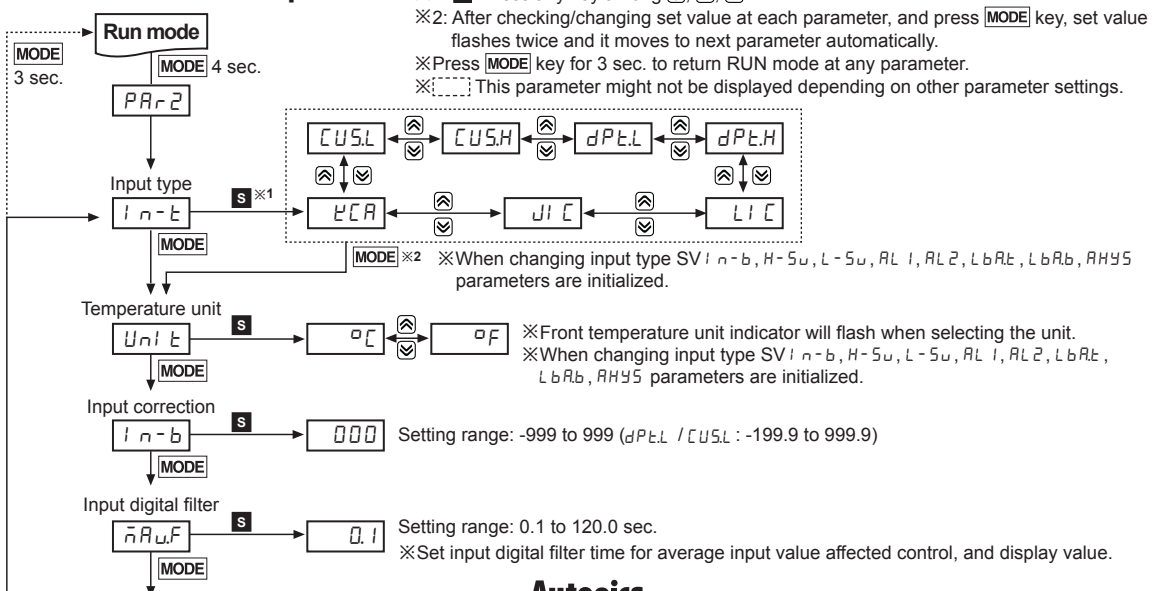 ※2: After checking/changing set value at each parameter, and press MODE key, set value
flashes twice and it moves to next parameter automatically.
※Press MODE key for 3 sec. to return RUN mode at any parameter.
※ This parameter might not be displayed depending on other parameter settings.
Run mode
MODE
3 sec.
MODE 4 sec.
PAr2
CUS.L
CUS.H
dPt.L
dPt.H
Input type
In-t
S ※1
KCA
JIC
LIC
MODE
MODE ※2
※When changing input type SV In-b, H-Sv, L-Sv, AL1, AL2, LbA.t, LbA.b, AHYS
parameters are initialized.
Temperature unit
UnIt
S
°C
°F
※Front temperature unit indicator will flash when selecting the unit.
※When changing input type SV In-b, H-Sv, L-Sv, AL1, AL2, LbA.t,
LbA.b, AHYS parameters are initialized.
MODE
Input correction
In-b
S
000
Setting range: -999 to 999 (dPt.L / CUS.L : -199.9 to 999.9)
MODE
Input digital filter
MAv.F
S
0.1
Setting range: 0.1 to 120.0 sec.
※Set input digital filter time for average input value affected control, and display value.
MODE